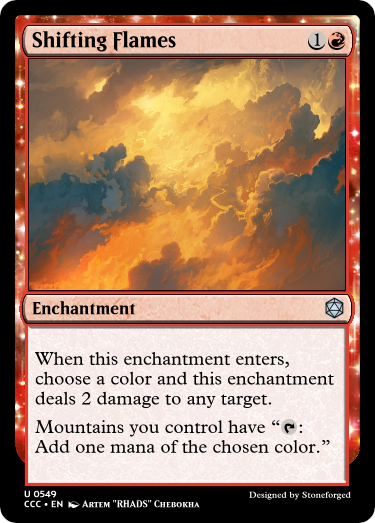 Shifting Flames 1
Enchantment
When this enchantment enters,
choose a color and this enchantment
deals 2 damage to any target.
Mountains you control have “:
Add one mana of the chosen color.”
U 0549
CCC • EN Artem "RHADS" Chebokha
Designed by Stoneforged